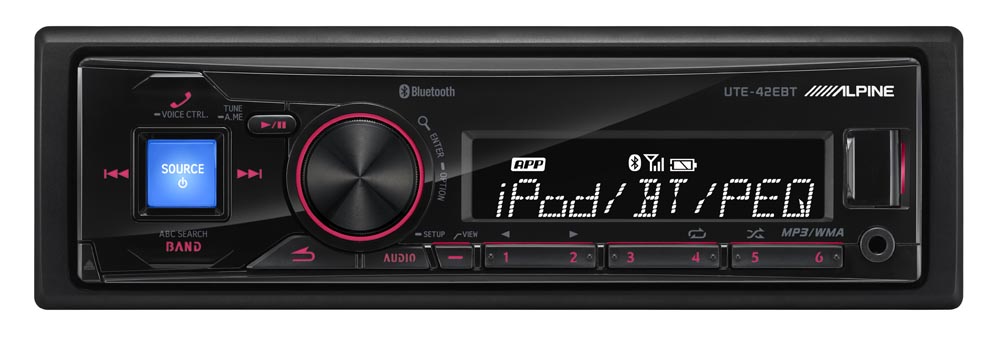 Bluetooth
UTE-42EBT ALPINE
VOICE CTRL.
TUNE
A.ME
SOURCE
ENTER
OPTION
APP
iPod/BT/PEQ
ABC SEARCH
BAND
AUDIO
SETUP
VIEW
MP3/WMA
1 2 3 4 5 6